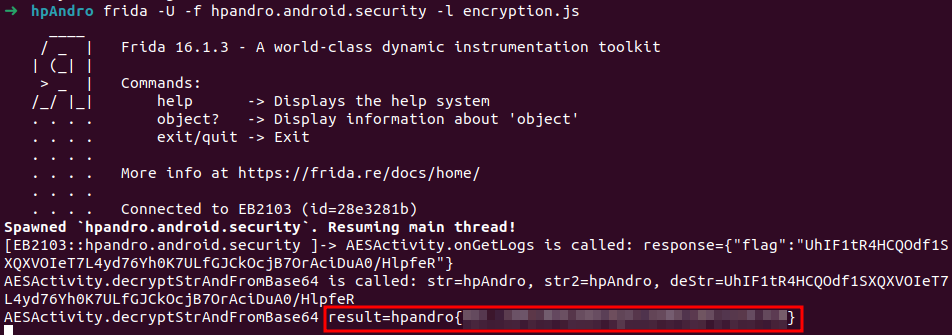 ➜ hpAndro frida -U -f hpandro.android.security -l encryption.js
____
/ _ | Frida 16.1.3 - A world-class dynamic instrumentation toolkit
| (_| |
> _ | Commands:
/_/ |_| help -> Displays the help system
. . . . object? -> Display information about 'object'
. . . . exit/quit -> Exit
. . . .
. . . . More info at https://frida.re/docs/home/
. . . .
. . . . Connected to EB2103 (id=28e3281b)
Spawned `hpandro.android.security`. Resuming main thread!
[EB2103::hpandro.android.security ]-> AESActivity.onGetLogs is called: response={"flag":"UhIF1tR4HCQOdf1S
XQXVOIeT7L4yd76Yh0K7ULfGJCkOcjB7OrAciDuA0/HlpfeR"}
AESActivity.decryptStrAndFromBase64 is called: str=hpAndro, str2=hpAndro, deStr=UhIF1tR4HCQOdf1SXQXVOIeT7
L4yd76Yh0K7ULfGJCkOcjB7OrAciDuA0/HlpfeR
AESActivity.decryptStrAndFromBase64 result=hpandro{ }